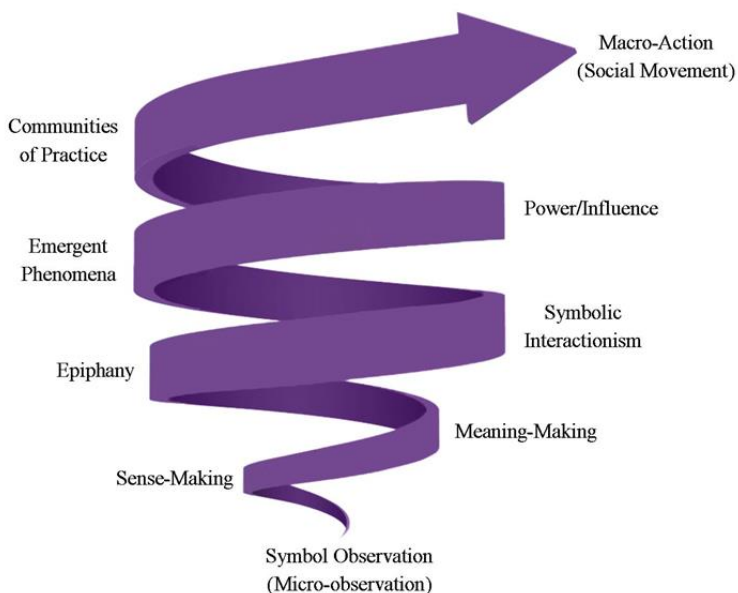 Macro-Action
(Social Movement)
Communities
of Practice
Power/Influence
Emergent
Phenomena
Symbolic
Interactionism
Epiphany
Meaning-Making
Sense-Making
Symbol Observation
(Micro-observation)